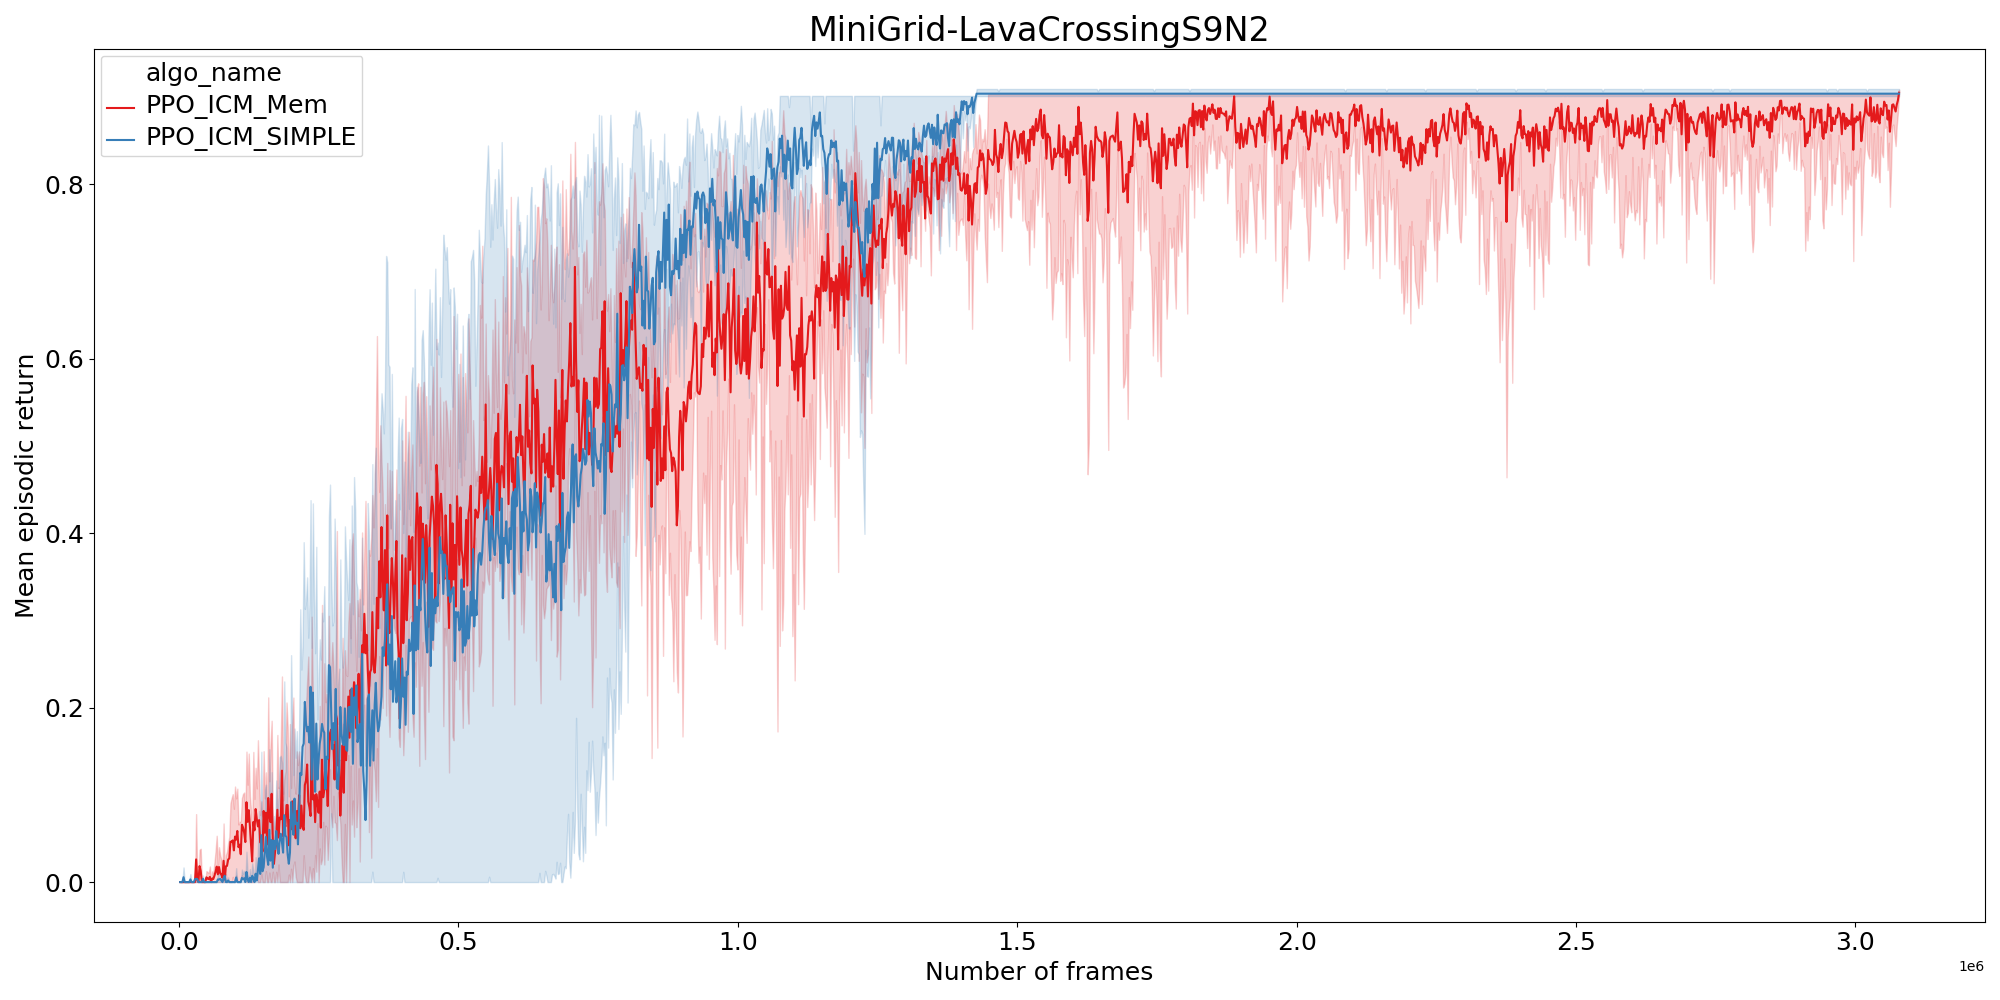 MiniGrid-LavaCrossingS9N2
algo_name
PPO_ICM_Mem
PPO_ICM_SIMPLE
Mean episodic return
0.8
0.6
0.4
0.2
0.0
0.0 0.5 1.0 1.5 2.0 2.5 3.0
Number of frames
1e6